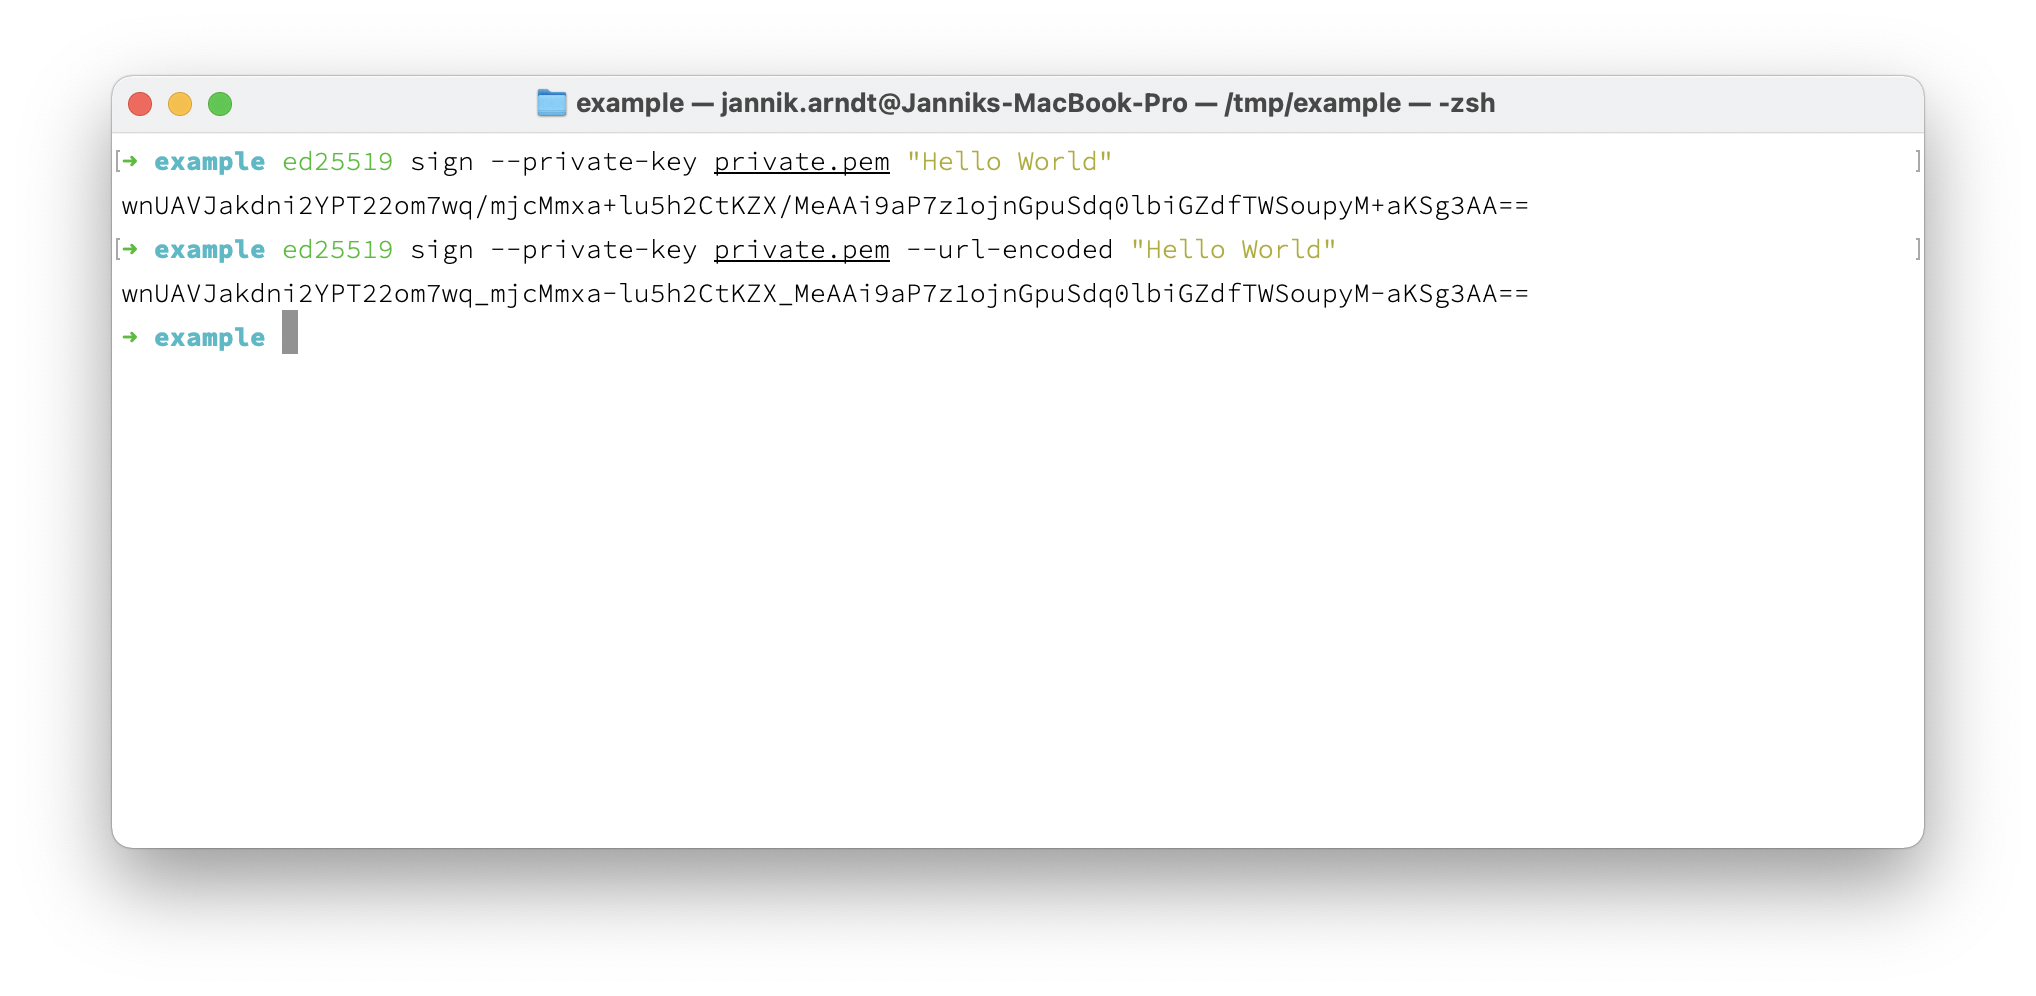 example — jannik.arndt@Janniks-MacBook-Pro — /tmp/example — -zsh
[➜ example ed25519 sign --private-key private.pem "Hello World" ]
wnUAVJakdni2YPT22om7wq/mjcMmxa+lu5h2CtKZX/MeAAi9aP7z1ojnGpuSdq0lbiGZdfTWSoupyM+aKSg3AA==
[➜ example ed25519 sign --private-key private.pem --url-encoded "Hello World" ]
wnUAVJakdni2YPT22om7wq_mjcMmxa-lu5h2CtKZX_MeAAi9aP7z1ojnGpuSdq0lbiGZdfTWSoupyM-aKSg3AA==
➜ example